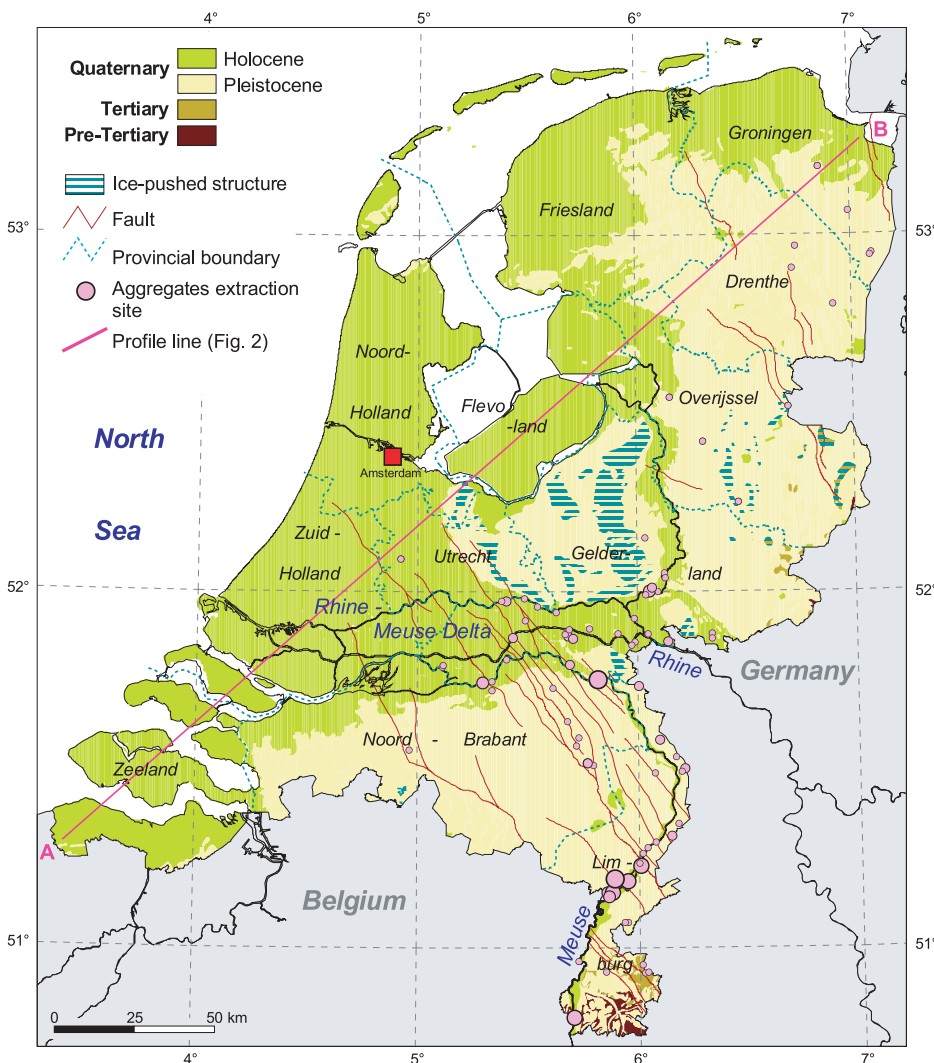 4° 5° 6° 7°
Quaternary
Holocene
Pleistocene
Tertiary
Pre-Tertiary
Ice-pushed structure
Fault
Provincial boundary
Aggregates extraction
site
Profile line (Fig. 2)
B
Groningen
53° 53°
Friesland
Drenthe
Noord-
Holland
Flevo
-land
Overijssel
North
Sea
Amsterdam
Zuid -
Holland
Utrecht
Gelder-
land
52° 52°
Rhine -
Meuse Delta
Rhine
Germany
Noord - Brabant
Zeeland
A
Lim -
burg
Belgium
Meuse
51° 51°
0 25 50 km
4° 5° 6° 7°